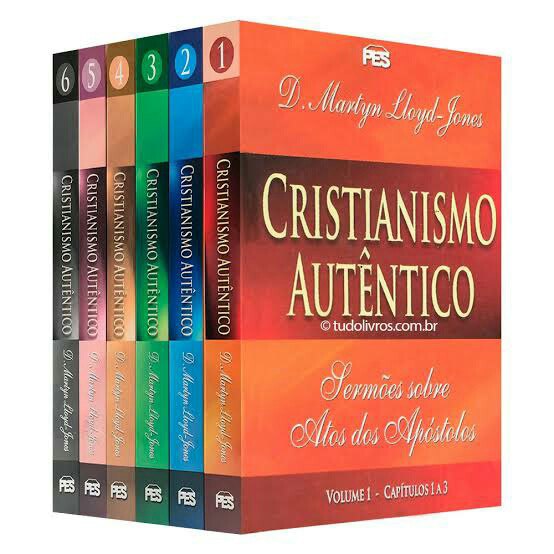 6
CRISTIANISMO AUTÊNTICO
D. Martyn Lloyd-Jones
PES
5
CRISTIANISMO AUTÊNTICO
D. Martyn Lloyd-Jones
PES
4
CRISTIANISMO AUTÊNTICO
D. Martyn Lloyd-Jones
PES
3
CRISTIANISMO AUTÊNTICO
D. Martyn Lloyd-Jones
PES
2
CRISTIANISMO AUTÊNTICO
D. Martyn Lloyd-Jones
PES
1
CRISTIANISMO AUTÊNTICO
D. Martyn Lloyd-Jones
PES
PES
D. Martyn Lloyd-Jones
CRISTIANISMO
AUTÊNTICO
© tudolivros.com.br
Sermões sobre
Atos dos Apóstolos
VOLUME 1 - CAPÍTULOS 1 A 3